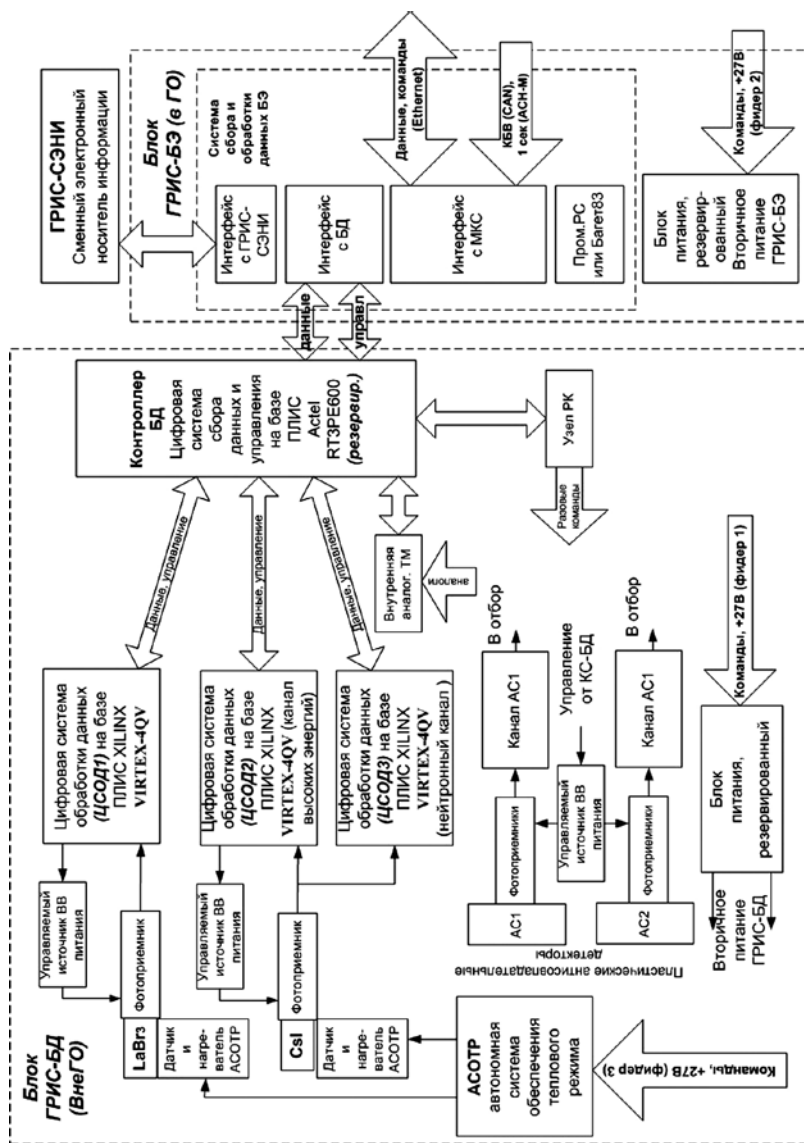 Блок
ГРИС-БД
(ВнеГО)
LaBr3
Фотоприемник
Управляемый
источник ВВ
питания
Датчик
и
нагре-
ватель
АСОТР
Цифровая система
обработки данных
(ЦСОД1) на базе
ПЛИС XILINX
VIRTEX-4QV
Данные, управление
CsI
Фотоприемник
Управляемый
источник ВВ
питания
Датчик
и
нагре-
ватель
АСОТР
Цифровая система
обработки данных
(ЦСОД2) на базе
ПЛИС XILINX
VIRTEX-4QV (канал
высоких энергий)
Данные, управление
Цифровая система
обработки данных
(ЦСОД3) на базе
ПЛИС XILINX
VIRTEX-4QV
(нейтронный канал )
Данные, управление
Контроллер
БД
Цифровая
система
сбора
данных и
управления
на базе
ПЛИС
Actel
RT3PE600
(резервир.)
Внутренняя
аналог. ТМ
аналоги
Узел РК
Разовые
команды
АСОТР
автономная
система
обеспечения
теплового
режима
Команды, +27В (фидер 3)
Пластические антисовпадательные
детекторы
АС1
Фотоприемники
Канал АС1
В отбор
Управляемый
источник ВВ
питания
Управление
от КС-БД
АС2
Фотоприемники
Канал АС1
В отбор
Вторичное
питание
ГРИС-БД
Блок
питания,
резервированный
Команды, +27В (фидер 1)
ГРИС-СЭНИ
Сменный электронный
носитель информации
Блок
ГРИС-БЭ (в ГО)
Система
сбора и
обработки
данных БЭ
Интерфейс
с ГРИС-
СЭНИ
Интерфейс
с БД
данные
управл
Интерфейс
с МКС
Данные, команды
(Ethernet)
КБВ (CAN),
1 сек (АСН-М)
Пром.РС
или Багет83
Блок
питания,
резервир-
ованный
Вторичное
питание
ГРИС-БЭ
Команды, +27В
(фидер 2)